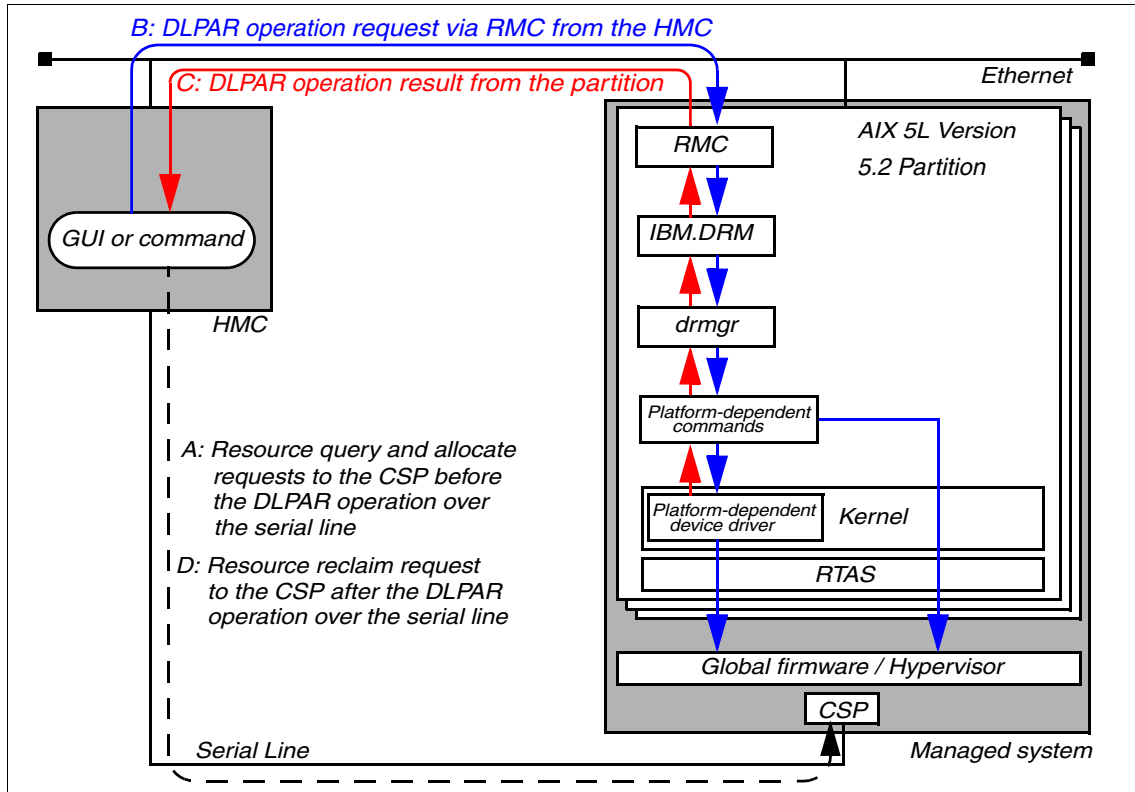 B: DLPAR operation request via RMC from the HMC
Ethernet
C: DLPAR operation result from the partition
AIX 5L Version
5.2 Partition
RMC
GUI or command
IBM.DRM
HMC
drmgr
Platform-dependent
commands
A: Resource query and allocate
requests to the CSP before
the DLPAR operation over
the serial line
Platform-dependent
device driver
Kernel
D: Resource reclaim request
to the CSP after the DLPAR
operation over the serial line
RTAS
Global firmware / Hypervisor
CSP
Serial Line
Managed system